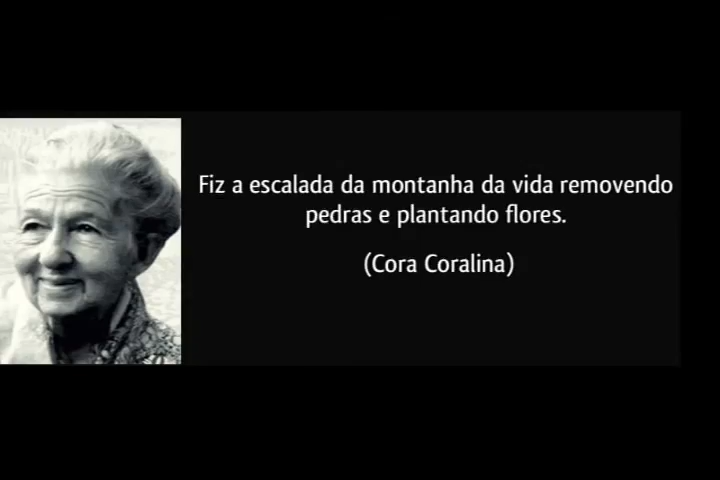 Fiz a escalada da montanha da vida removendo
pedras e plantando flores.
(Cora Coralina)